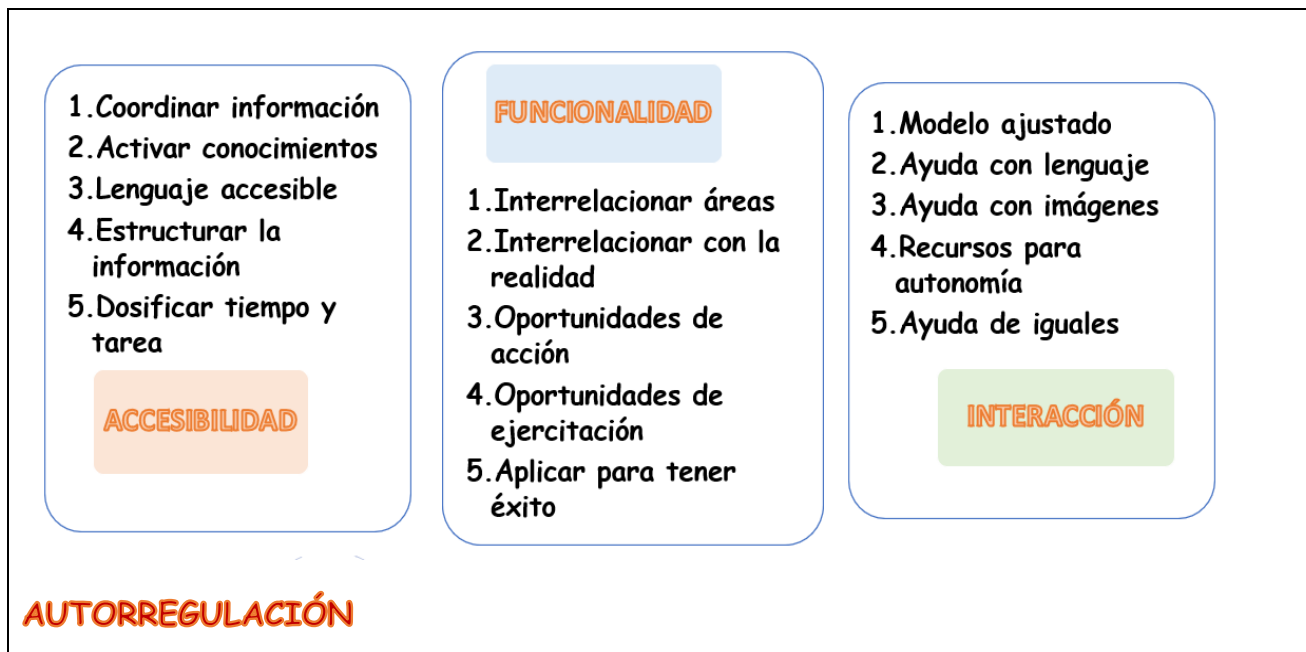 1.Coordinar información
2.Activar conocimientos
3.Lenguaje accesible
4.Estructurar la
información
5.Dosificar tiempo y
tarea
ACCESIBILIDAD
FUNCIONALIDAD
1.Interrelacionar áreas
2.Interrelacionar con la
realidad
3.Oportunidades de
acción
4.Oportunidades de
ejercitación
5.Aplicar para tener
éxito
1.Modelo ajustado
2.Ayuda con lenguaje
3.Ayuda con imágenes
4.Recursos para
autonomía
5.Ayuda de iguales
INTERACCIÓN
AUTORREGULACIÓN